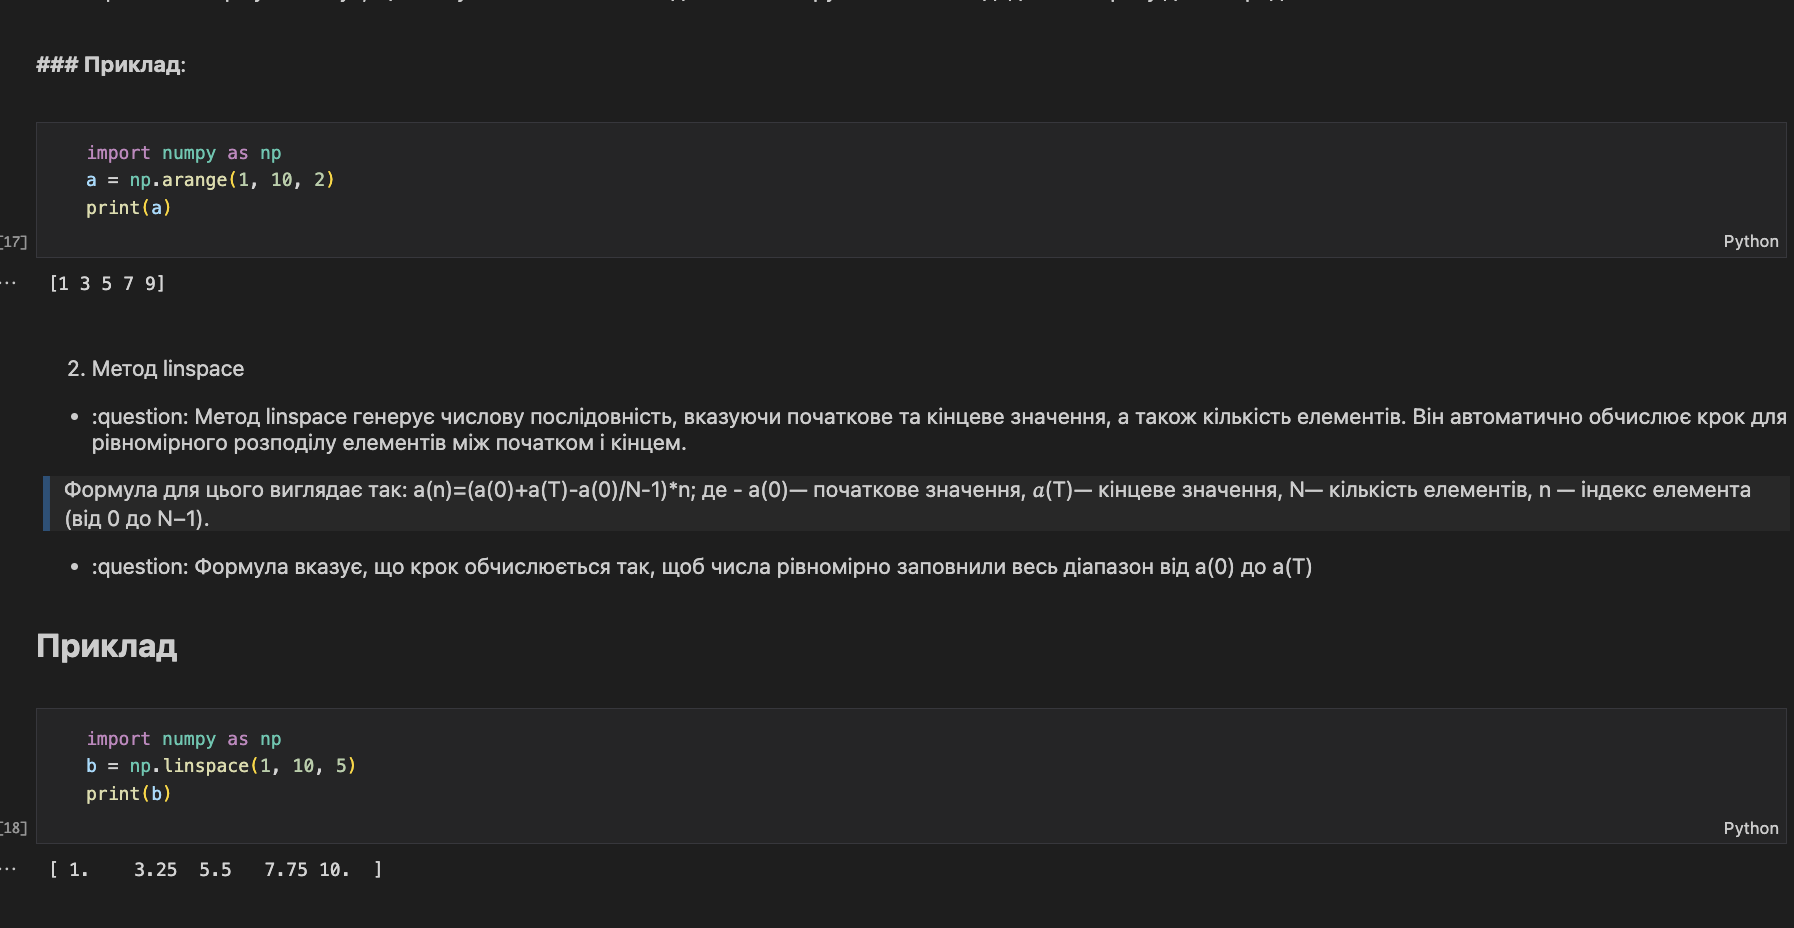 ### Приклад:
import numpy as np
a = np.arange(1, 10, 2)
print(a)
[17]
Python
[1 3 5 7 9]
2. Метод linspace
• :question: Метод linspace генерує числову послідовність, вказуючи початкове та кінцеве значення, а також кількість елементів. Він автоматично обчислює крок для
рівномірного розподілу елементів між початком і кінцем.
Формула для цього виглядає так: a(n)=(a(0)+a(T)-a(0)/N-1)*n; де - a(0)— початкове значення, 𝑎(T)— кінцеве значення, N— кількість елементів, n — індекс елемента
(від 0 до N−1).
• :question: Формула вказує, що крок обчислюється так, щоб числа рівномірно заповнили весь діапазон від a(0) до a(T)
Приклад
import numpy as np
b = np.linspace(1, 10, 5)
print(b)
[18]
Python
[ 1.    3.25  5.5   7.75 10.  ]